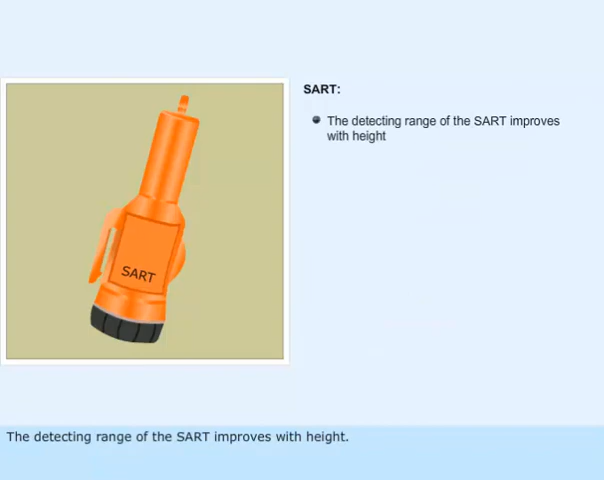 SART:
The detecting range of the SART improves
with height
SART
The detecting range of the SART improves with height.